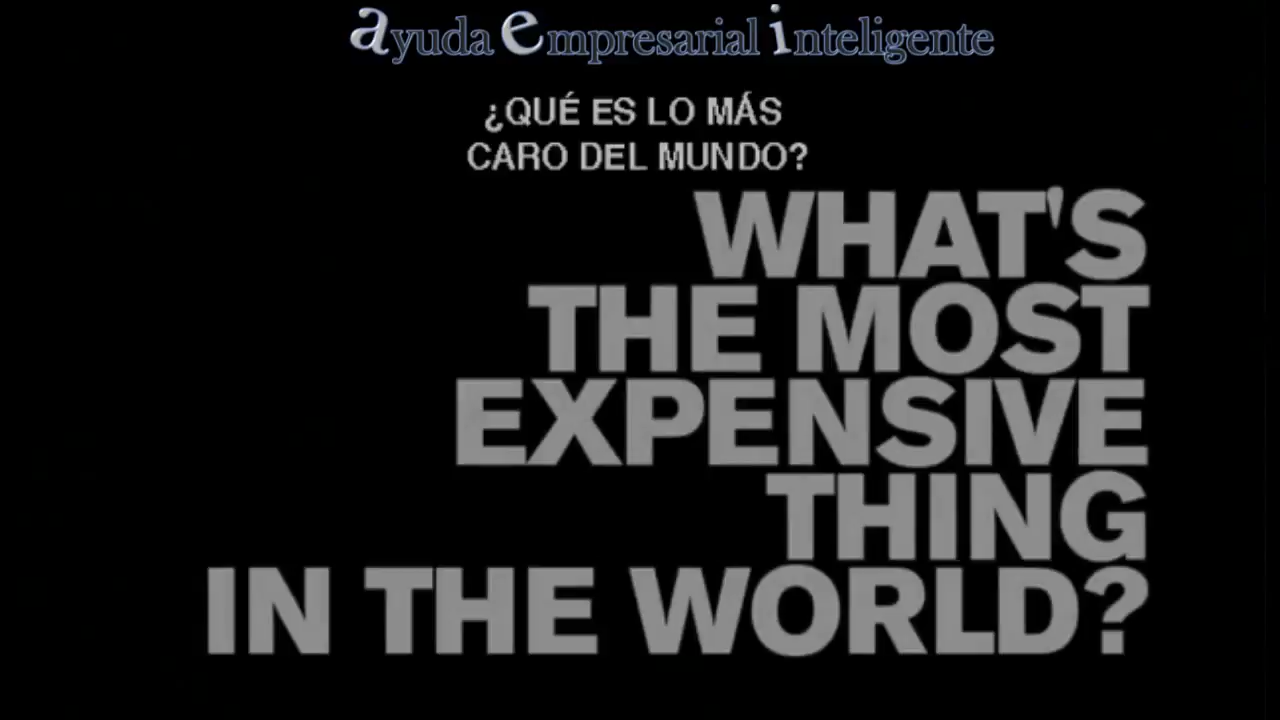 ayuda empresarial inteligente
¿QUÉ ES LO MÁS
CARO DEL MUNDO?
WHAT'S
THE MOST
EXPENSIVE
THING
IN THE WORLD?